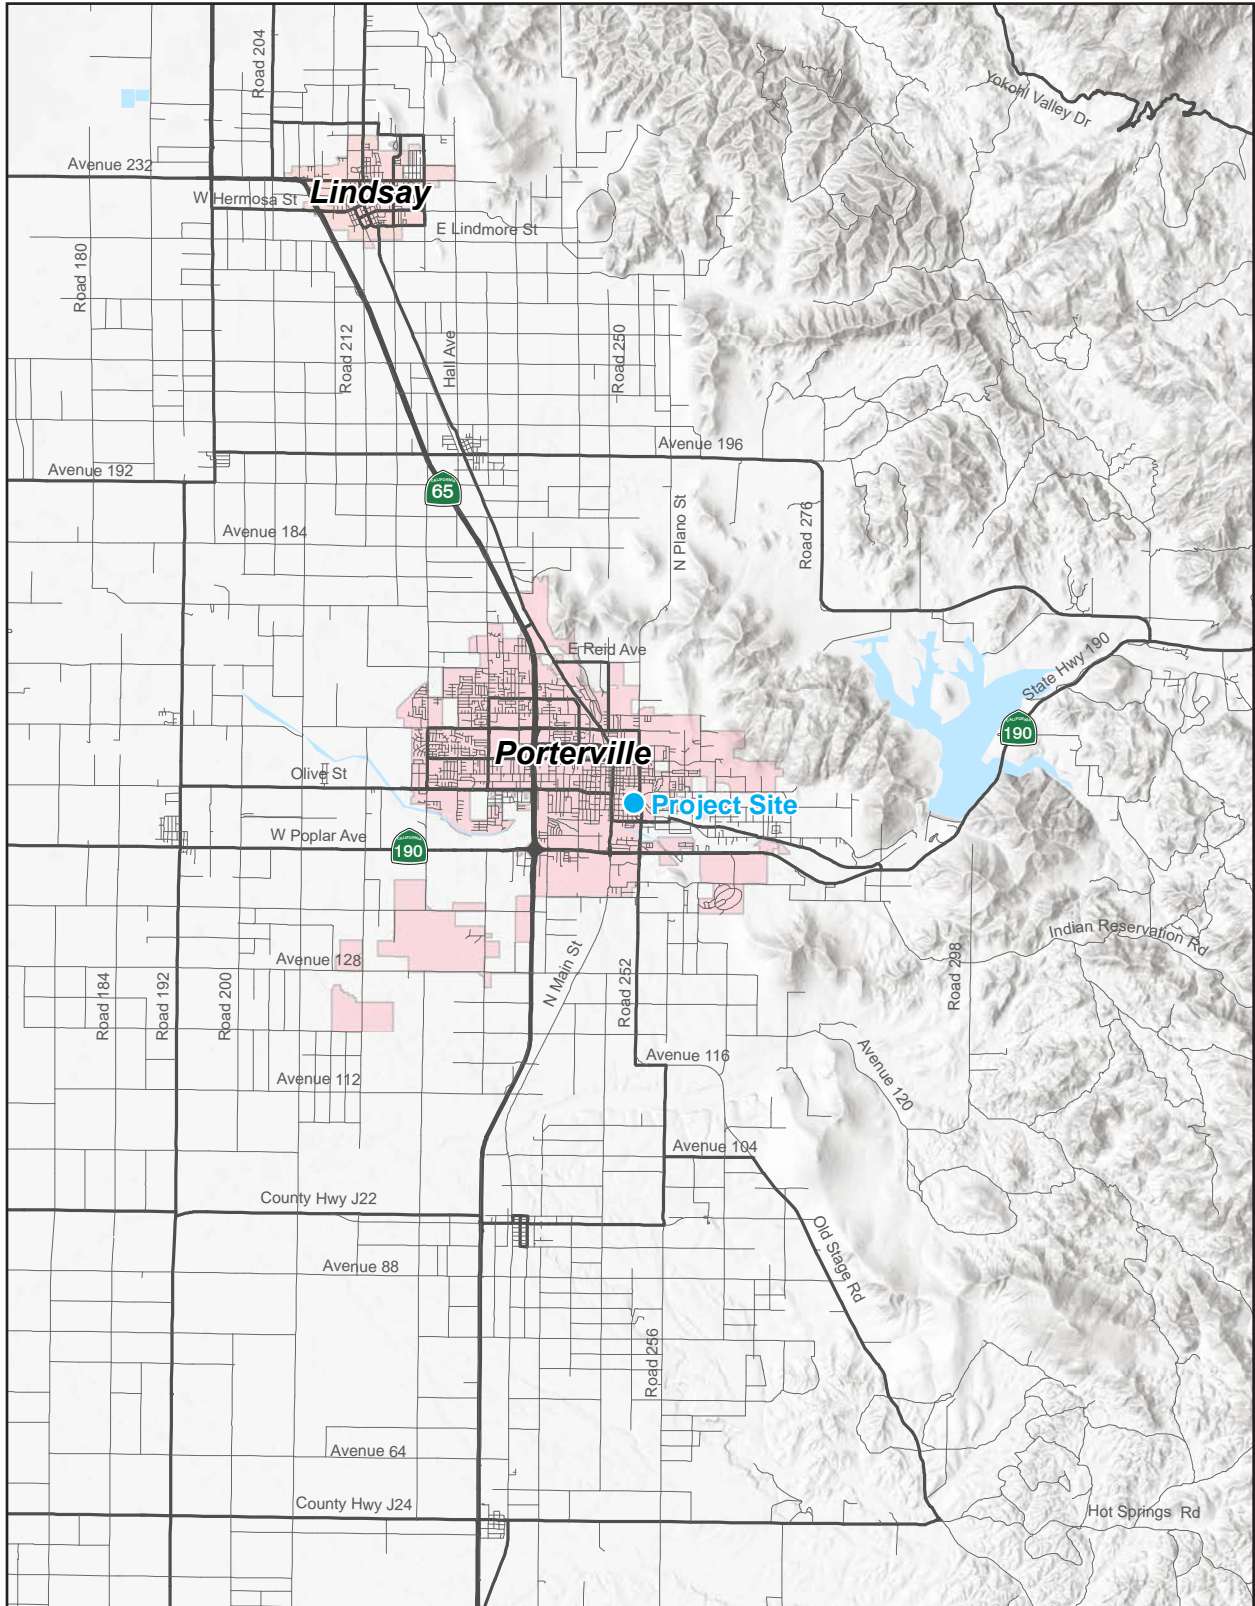 Road 204
Yokohl Valley Dr
Avenue 232
Lindsay
W Hermosa St
E Lindmore St
Road 180
Road 212
Hall Ave
Road 250
Avenue 196
Avenue 192
CALIFORNIA
65
N Plano St
Road 276
Avenue 184
E Reid Ave
State Hwy 190
CALIFORNIA
190
Porterville
Olive St
Project Site
W Poplar Ave
CALIFORNIA
190
Indian Reservation Rd
Avenue 128
N Main St
Road 252
Road 298
Road 184
Road 192
Road 200
Avenue 116
Avenue 120
Avenue 112
Avenue 104
County Hwy J22
Old Stage Rd
Avenue 88
Road 256
Avenue 64
County Hwy J24
Hot Springs Rd